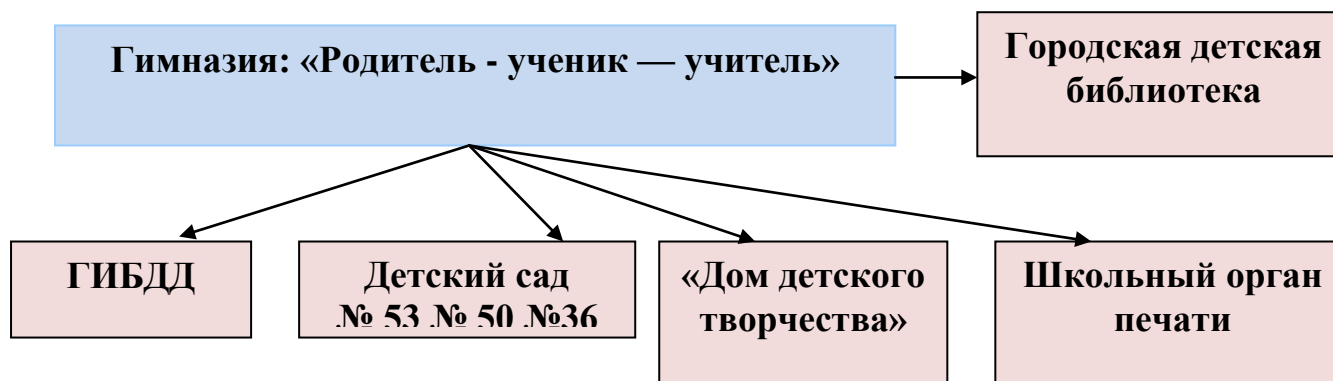 Гимназия: «Родитель - ученик — учитель»
Городская детская
библиотека
ГИБДД
Детский сад
№ 53 № 50 №36
«Дом детского
творчества»
Школьный орган
печати